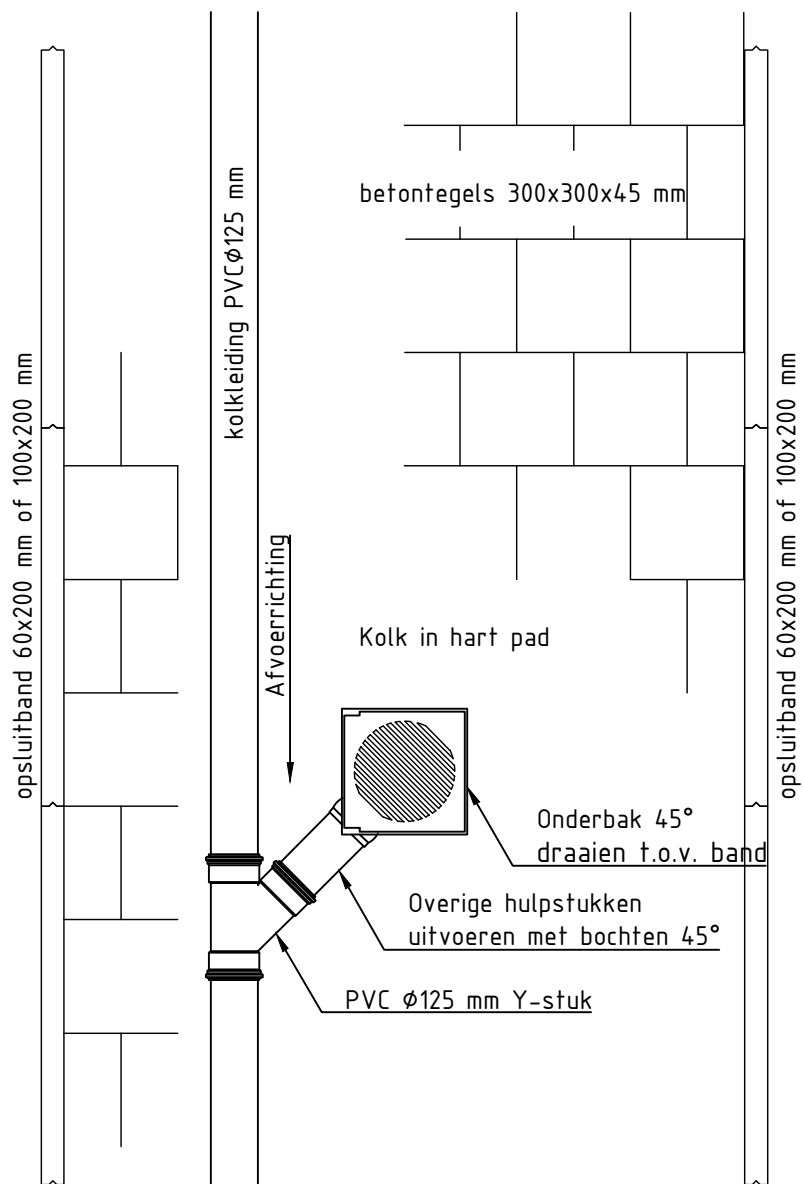 betontegels 300x300x45 mm
kolkleiding PVCϕ125 mm
opsluitband 60x200 mm of 100x200 mm
opsluitband 60x200 mm of 100x200 mm
Afvoerrichting
Kolk in hart pad
Onderbak 45°
draaien t.o.v. band
Overige hulpstukken
uitvoeren met bochten 45°
PVC ϕ125 mm Y-stuk